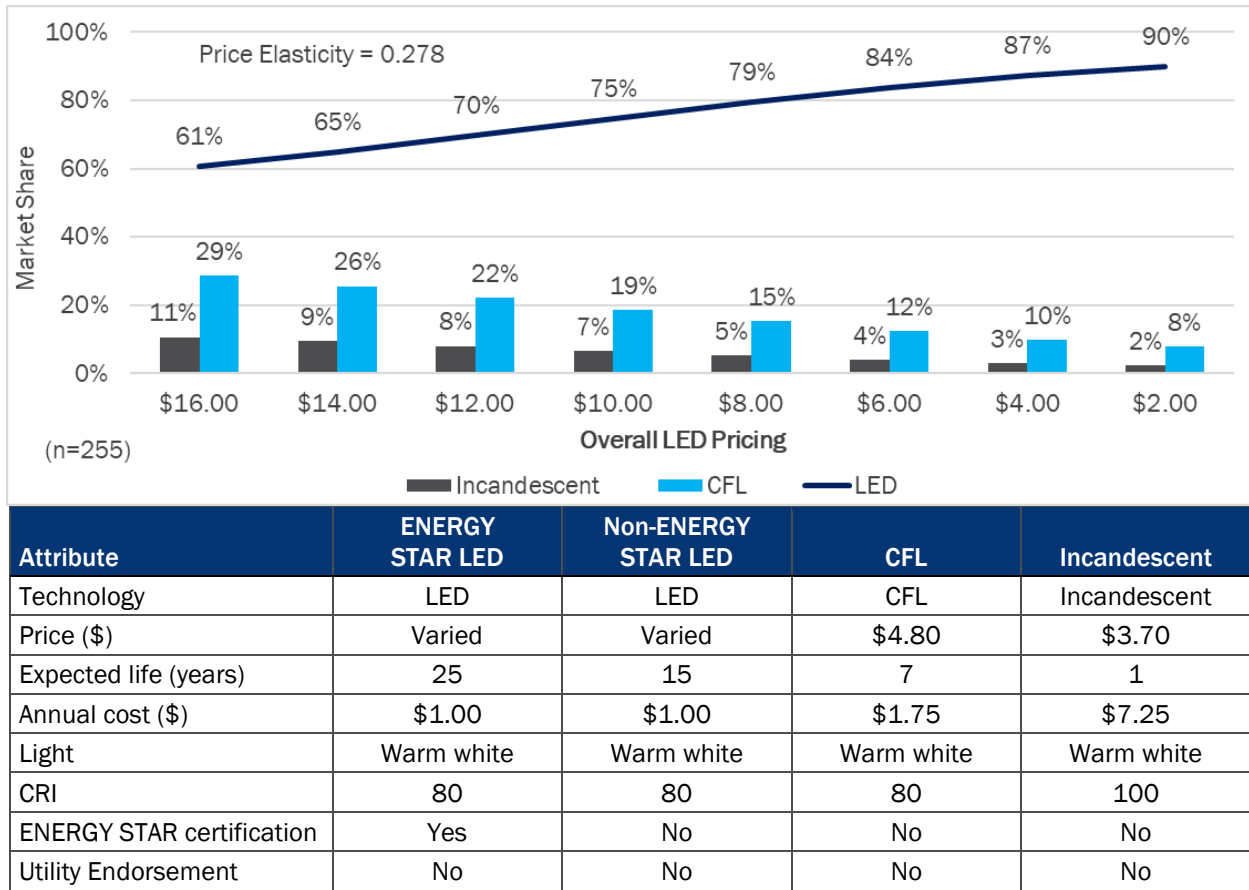 100%
80%
60%
40%
20%
0%
Market Share
Price Elasticity = 0.278
61%
65%
70%
75%
79%
84%
87%
90%
11% 29%
9% 26%
8% 22%
7% 19%
5% 15%
4% 12%
3% 10%
2% 8%
$16.00 $14.00 $12.00 $10.00 $8.00 $6.00 $4.00 $2.00
Overall LED Pricing
(n=255)
Incandescent CFL LED
Attribute ENERGY STAR LED Non-ENERGY STAR LED CFL Incandescent
Technology LED LED CFL Incandescent
Price ($) Varied Varied $4.80 $3.70
Expected life (years) 25 15 7 1
Annual cost ($) $1.00 $1.00 $1.75 $7.25
Light Warm white Warm white Warm white Warm white
CRI 80 80 80 100
ENERGY STAR certification Yes No No No
Utility Endorsement No No No No